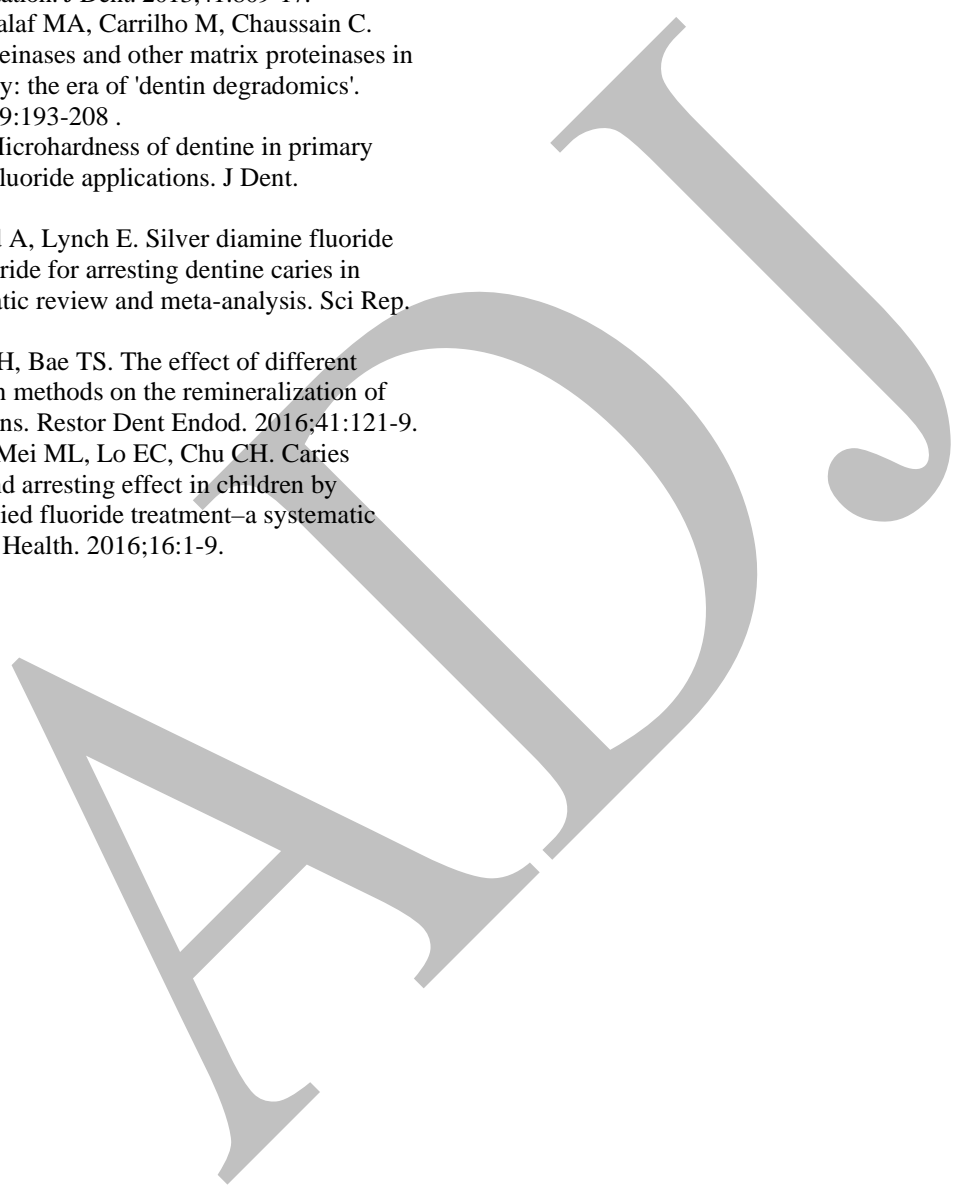 J Dent. 2013;41:809-17.
alaf MA, Carrilho M, Chaussain C.
einases and other matrix proteinases in
y: the era of 'dentin degradomics'.
9:193-208 .
Microhardness of dentine in primary
luoride applications. J Dent.
d A, Lynch E. Silver diamine fluoride
ride for arresting dentine caries in
atic review and meta-analysis. Sci Rep.
H, Bae TS. The effect of different
n methods on the remineralization of
ns. Restor Dent Endod. 2016;41:121-9.
Mei ML, Lo EC, Chu CH. Caries
nd arresting effect in children by
ied fluoride treatment–a systematic
Health. 2016;16:1-9.
ADJ